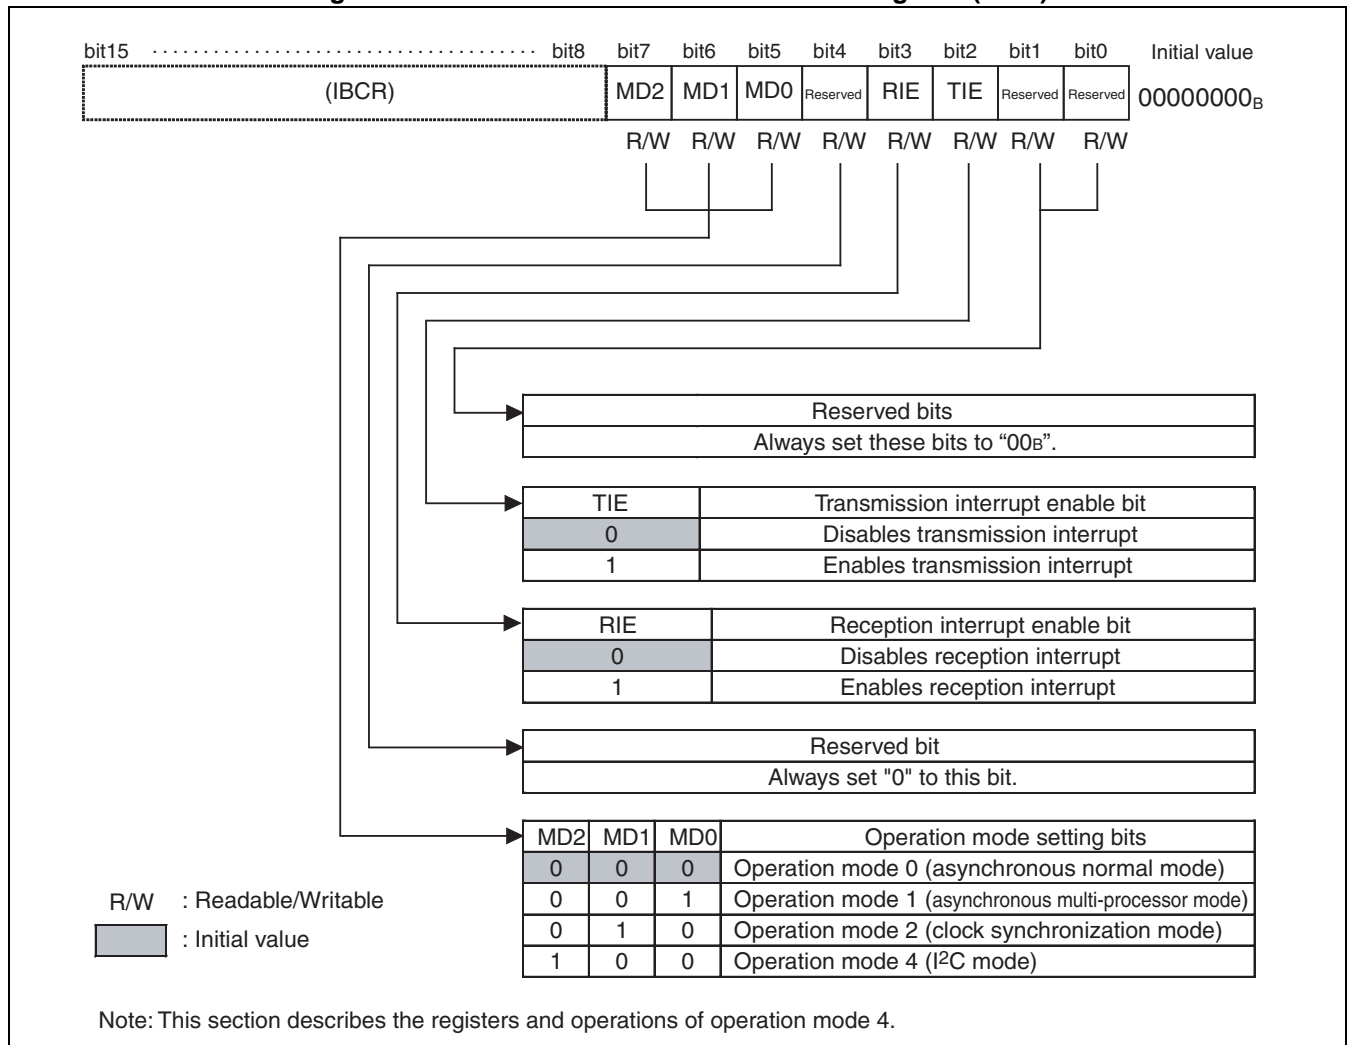 bit15 ······································· bit8 bit7 bit6 bit5 bit4 bit3 bit2 bit1 bit0 Initial value
(IBCR) MD2 MD1 MD0 Reserved RIE TIE Reserved Reserved 00000000B
R/W R/W R/W R/W R/W R/W R/W R/W
Reserved bits
Always set these bits to “00B”.
TIE Transmission interrupt enable bit
0 Disables transmission interrupt
1 Enables transmission interrupt
RIE Reception interrupt enable bit
0 Disables reception interrupt
1 Enables reception interrupt
Reserved bit
Always set "0" to this bit.
MD2 MD1 MD0 Operation mode setting bits
0 0 0 Operation mode 0 (asynchronous normal mode)
0 0 1 Operation mode 1 (asynchronous multi-processor mode)
0 1 0 Operation mode 2 (clock synchronization mode)
1 0 0 Operation mode 4 (I2C mode)
R/W : Readable/Writable
: Initial value
Note: This section describes the registers and operations of operation mode 4.